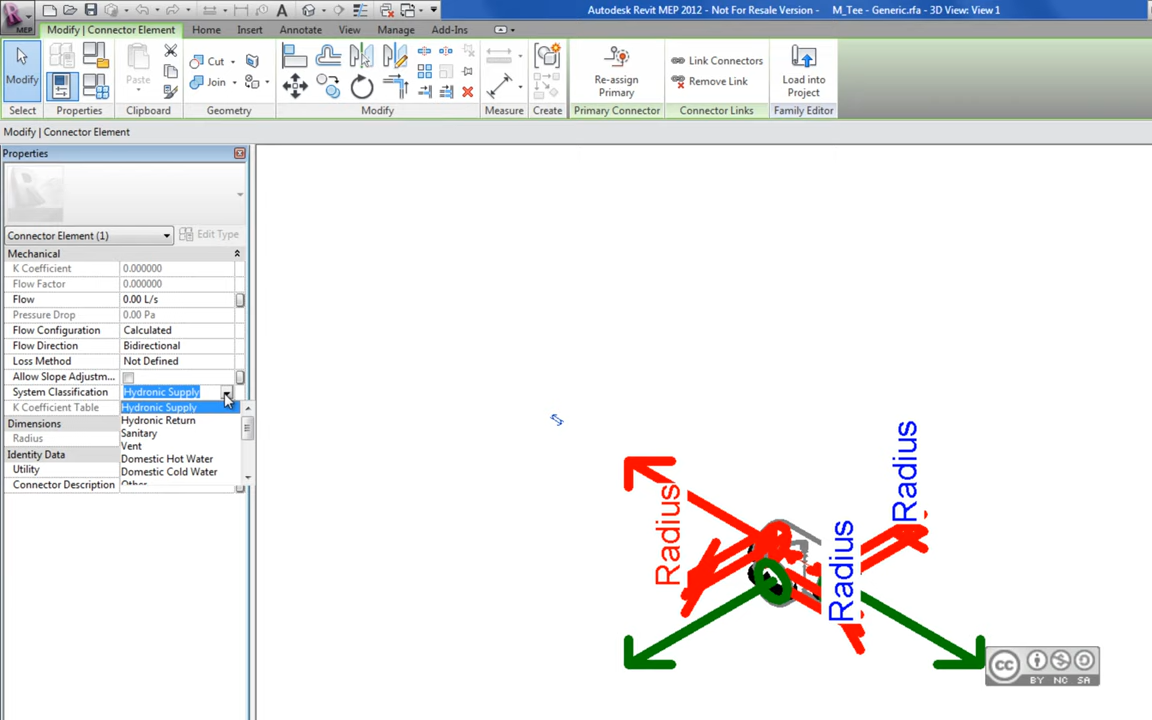 Autodesk Revit MEP 2012 - Not For Resale Version - M_Tee - Generic.rfa - 3D View: View 1
MEP
Modify | Connector Element Home Insert Annotate View Manage Add-Ins
Modify Paste Cut Join Re-assign Primary Link Connectors Remove Link Load into Project
Select Properties Clipboard Geometry Modify Measure Create Primary Connector Connector Links Family Editor
Modify | Connector Element
Properties
Connector Element (1) Edit Type
Mechanical
K Coefficient 0.000000
Flow Factor 0.000000
Flow 0.00 L/s
Pressure Drop 0.00 Pa
Flow Configuration Calculated
Flow Direction Bidirectional
Loss Method Not Defined
Allow Slope Adjustm...
System Classification Hydronic Supply
K Coefficient Table Hydronic Supply
Hydronic Return
Dimensions Sanitary
Radius Vent
Identity Data Domestic Hot Water
Utility Domestic Cold Water
Connector Description Other
Radius
Radius
Radius
cc BY NC SA